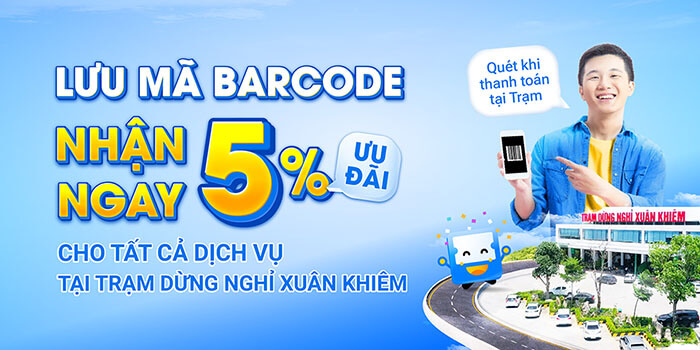 LƯU MÃ BARCODE
NHẬN
NGAY
5%
ƯU
ĐÃI
CHO TẤT CẢ DỊCH VỤ
TẠI TRẠM DỪNG NGHỈ XUÂN KHIÊM
Quét khi
thanh toán
tại Trạm
TRẠM DỪNG NGHỈ XUÂN KHIÊM